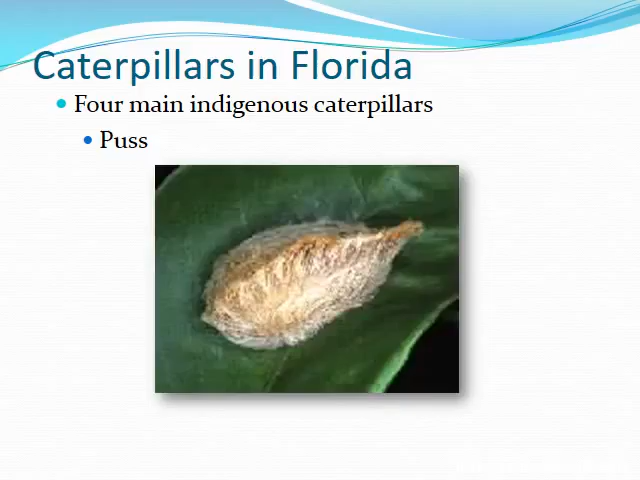 Caterpillars in Florida
Four main indigenous caterpillars
Puss